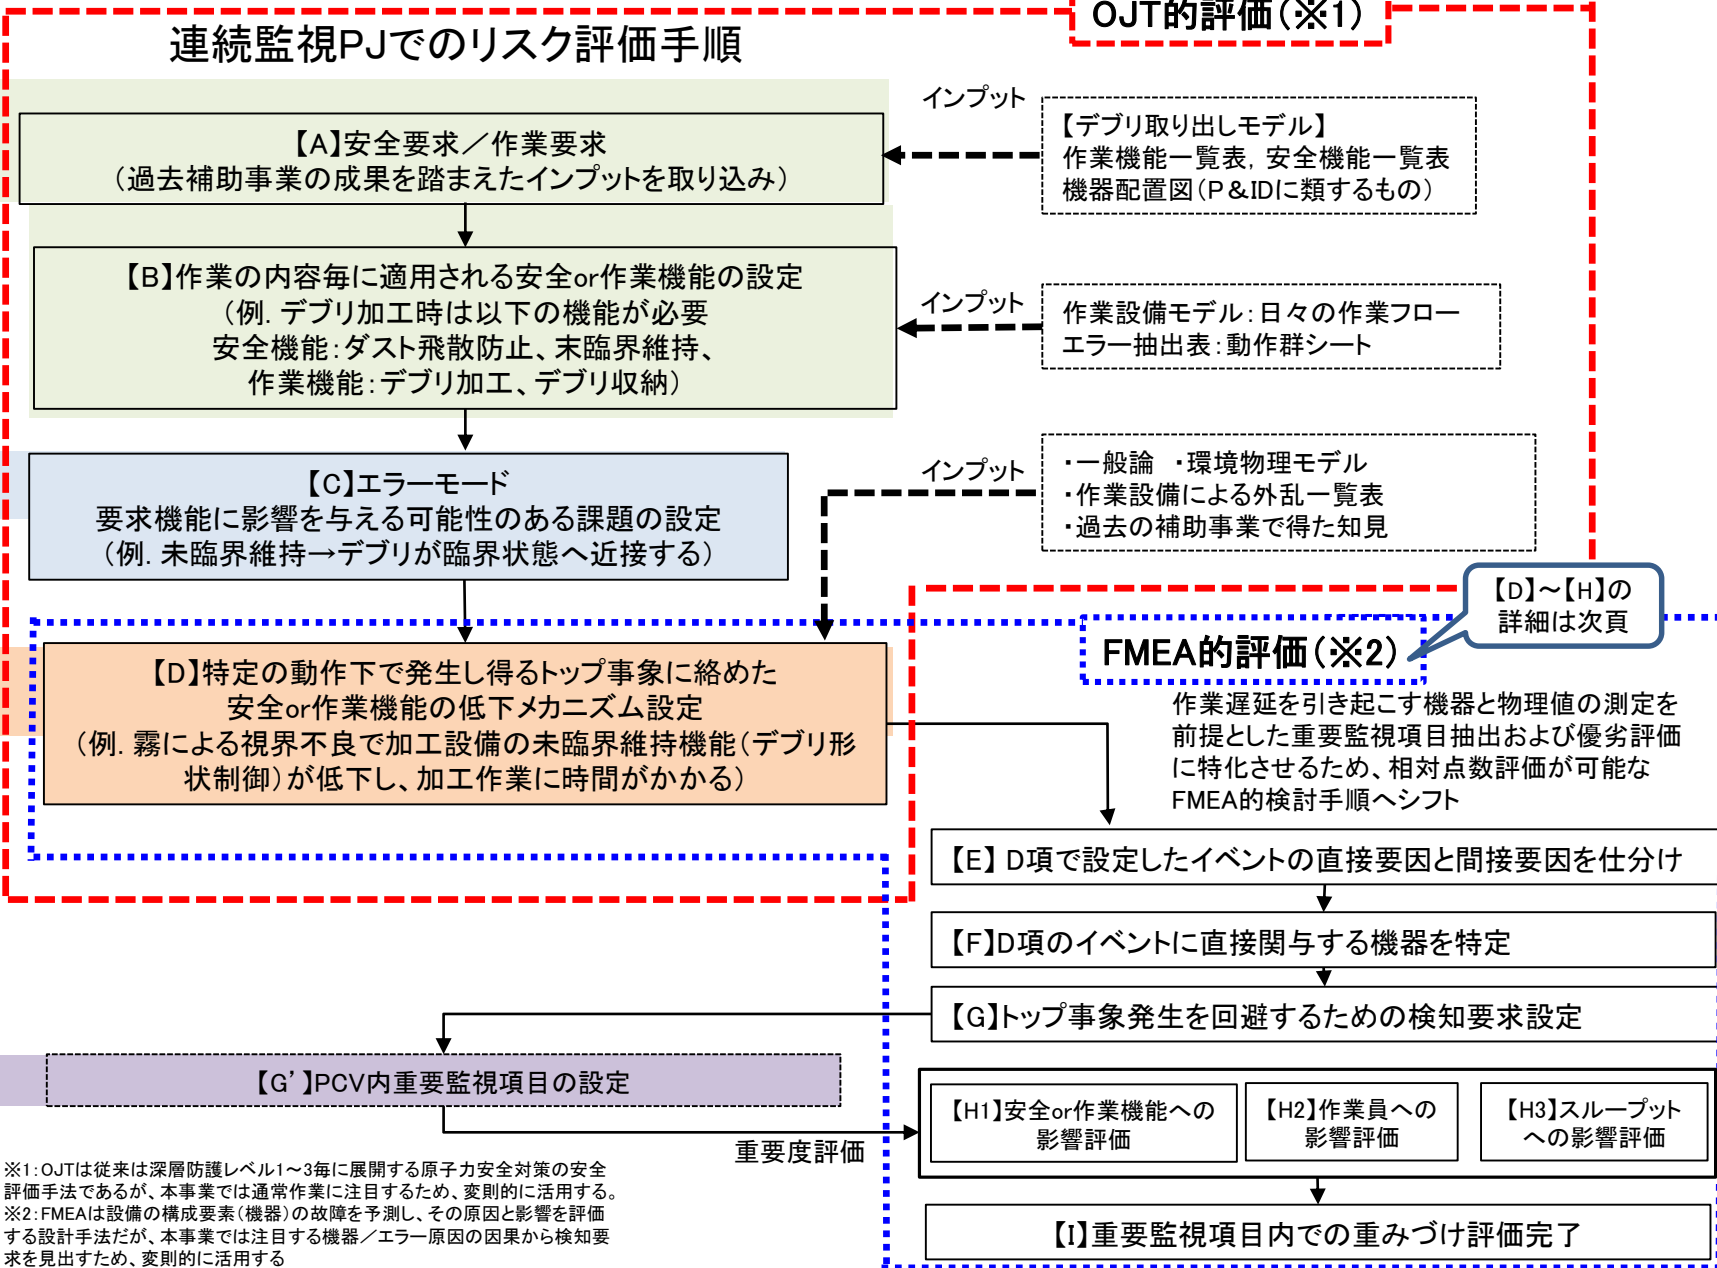 OJT的評価(※1)
連続監視PJでのリスク評価手順
【A】安全要求／作業要求
（過去補助事業の成果を踏まえたインプットを取り込み）
インプット
【デブリ取り出しモデル】
作業機能一覧表，安全機能一覧表
機器配置図（P&IDに類するもの）
【B】作業の内容毎に適用される安全or作業機能の設定
（例. デブリ加工時は以下の機能が必要
安全機能：ダスト飛散防止、末臨界維持、
作業機能：デブリ加工、デブリ収納）
インプット
作業設備モデル：日々の作業フロー
エラー抽出表：動作群シート
【C】エラーモード
要求機能に影響を与える可能性のある課題の設定
（例. 未臨界維持→デブリが臨界状態へ近接する）
インプット
・一般論　・環境物理モデル
・作業設備による外乱一覧表
・過去の補助事業で得た知見
【D】～【H】の
詳細は次頁
FMEA的評価(※2)
【D】特定の動作下で発生し得るトップ事象に絡めた
安全or作業機能の低下メカニズム設定
（例. 霧による視界不良で加工設備の未臨界維持機能（デブリ形
状制御）が低下し、加工作業に時間がかかる）
作業遅延を引き起こす機器と物理値の測定を
前提とした重要監視項目抽出および優劣評価
に特化させるため、相対点数評価が可能な
FMEA的検討手順へシフト
【E】 D項で設定したイベントの直接要因と間接要因を仕分け
【F】D項のイベントに直接関与する機器を特定
【G】トップ事象発生を回避するための検知要求設定
【G’】PCV内重要監視項目の設定
重要度評価
【H1】安全or作業機能への
影響評価
【H2】作業員への
影響評価
【H3】スループット
への影響評価
【I】重要監視項目内での重みづけ評価完了
※1：OJTは従来は深層防護レベル1～3毎に展開する原子力安全対策の安全
評価手法であるが、本事業では通常作業に注目するため、変則的に活用する。
※2：FMEAは設備の構成要素（機器）の故障を予測し、その原因と影響を評価
する設計手法だが、本事業では注目する機器／エラー原因の因果から検知要
求を見出すため、変則的に活用する